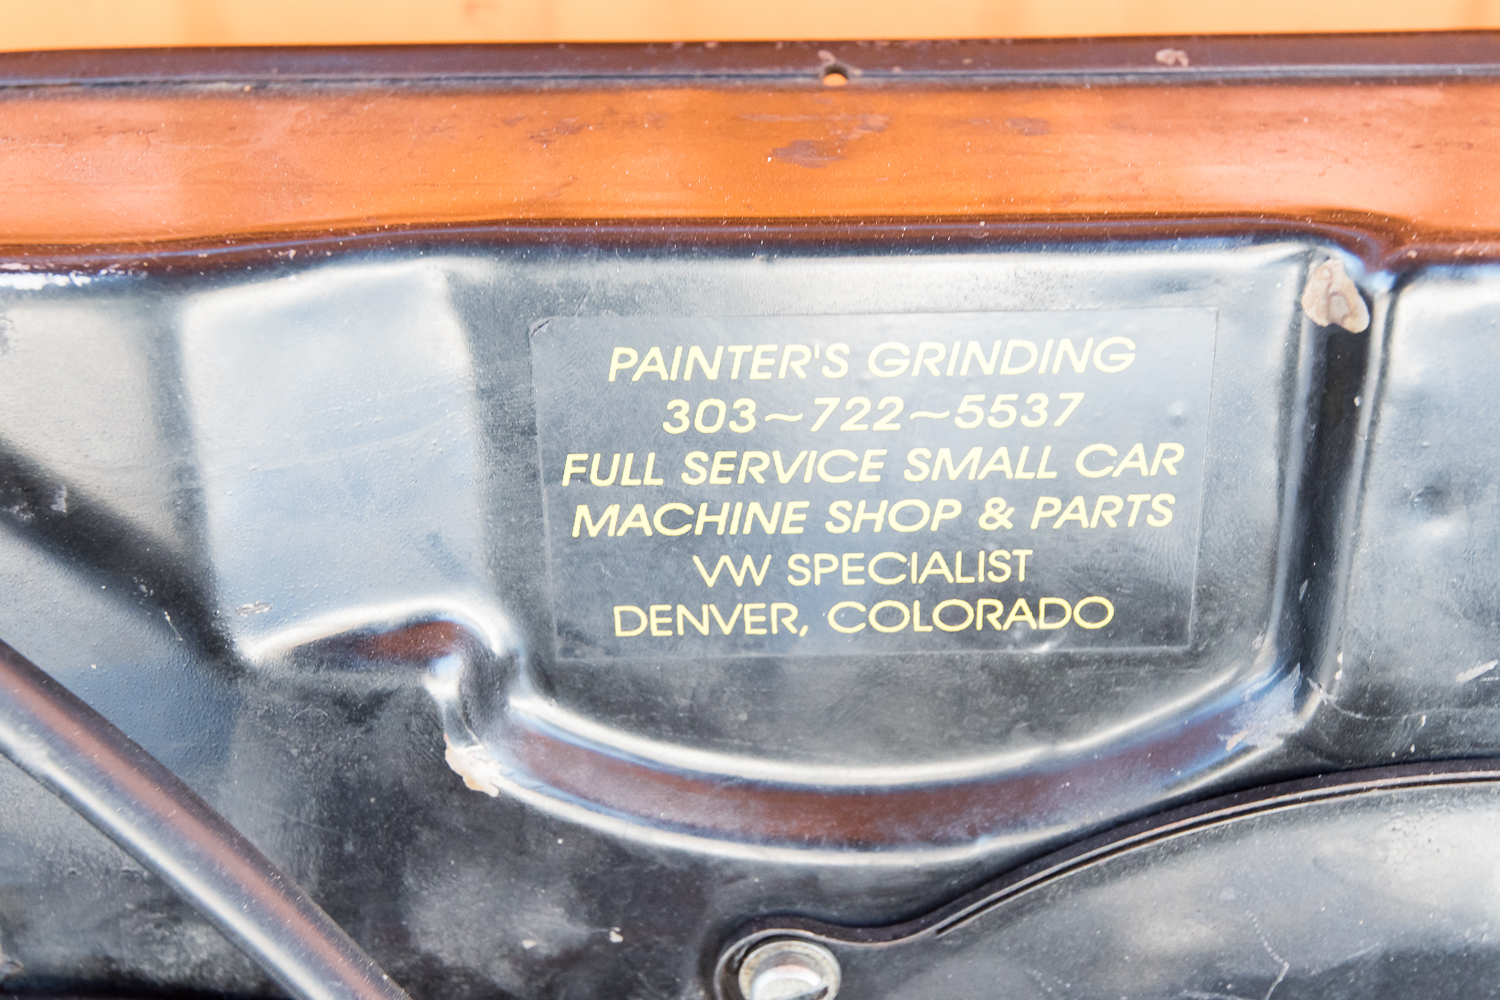 PAINTER'S GRINDING
303~722~5537
FULL SERVICE SMALL CAR
MACHINE SHOP & PARTS
VW SPECIALIST
DENVER, COLORADO